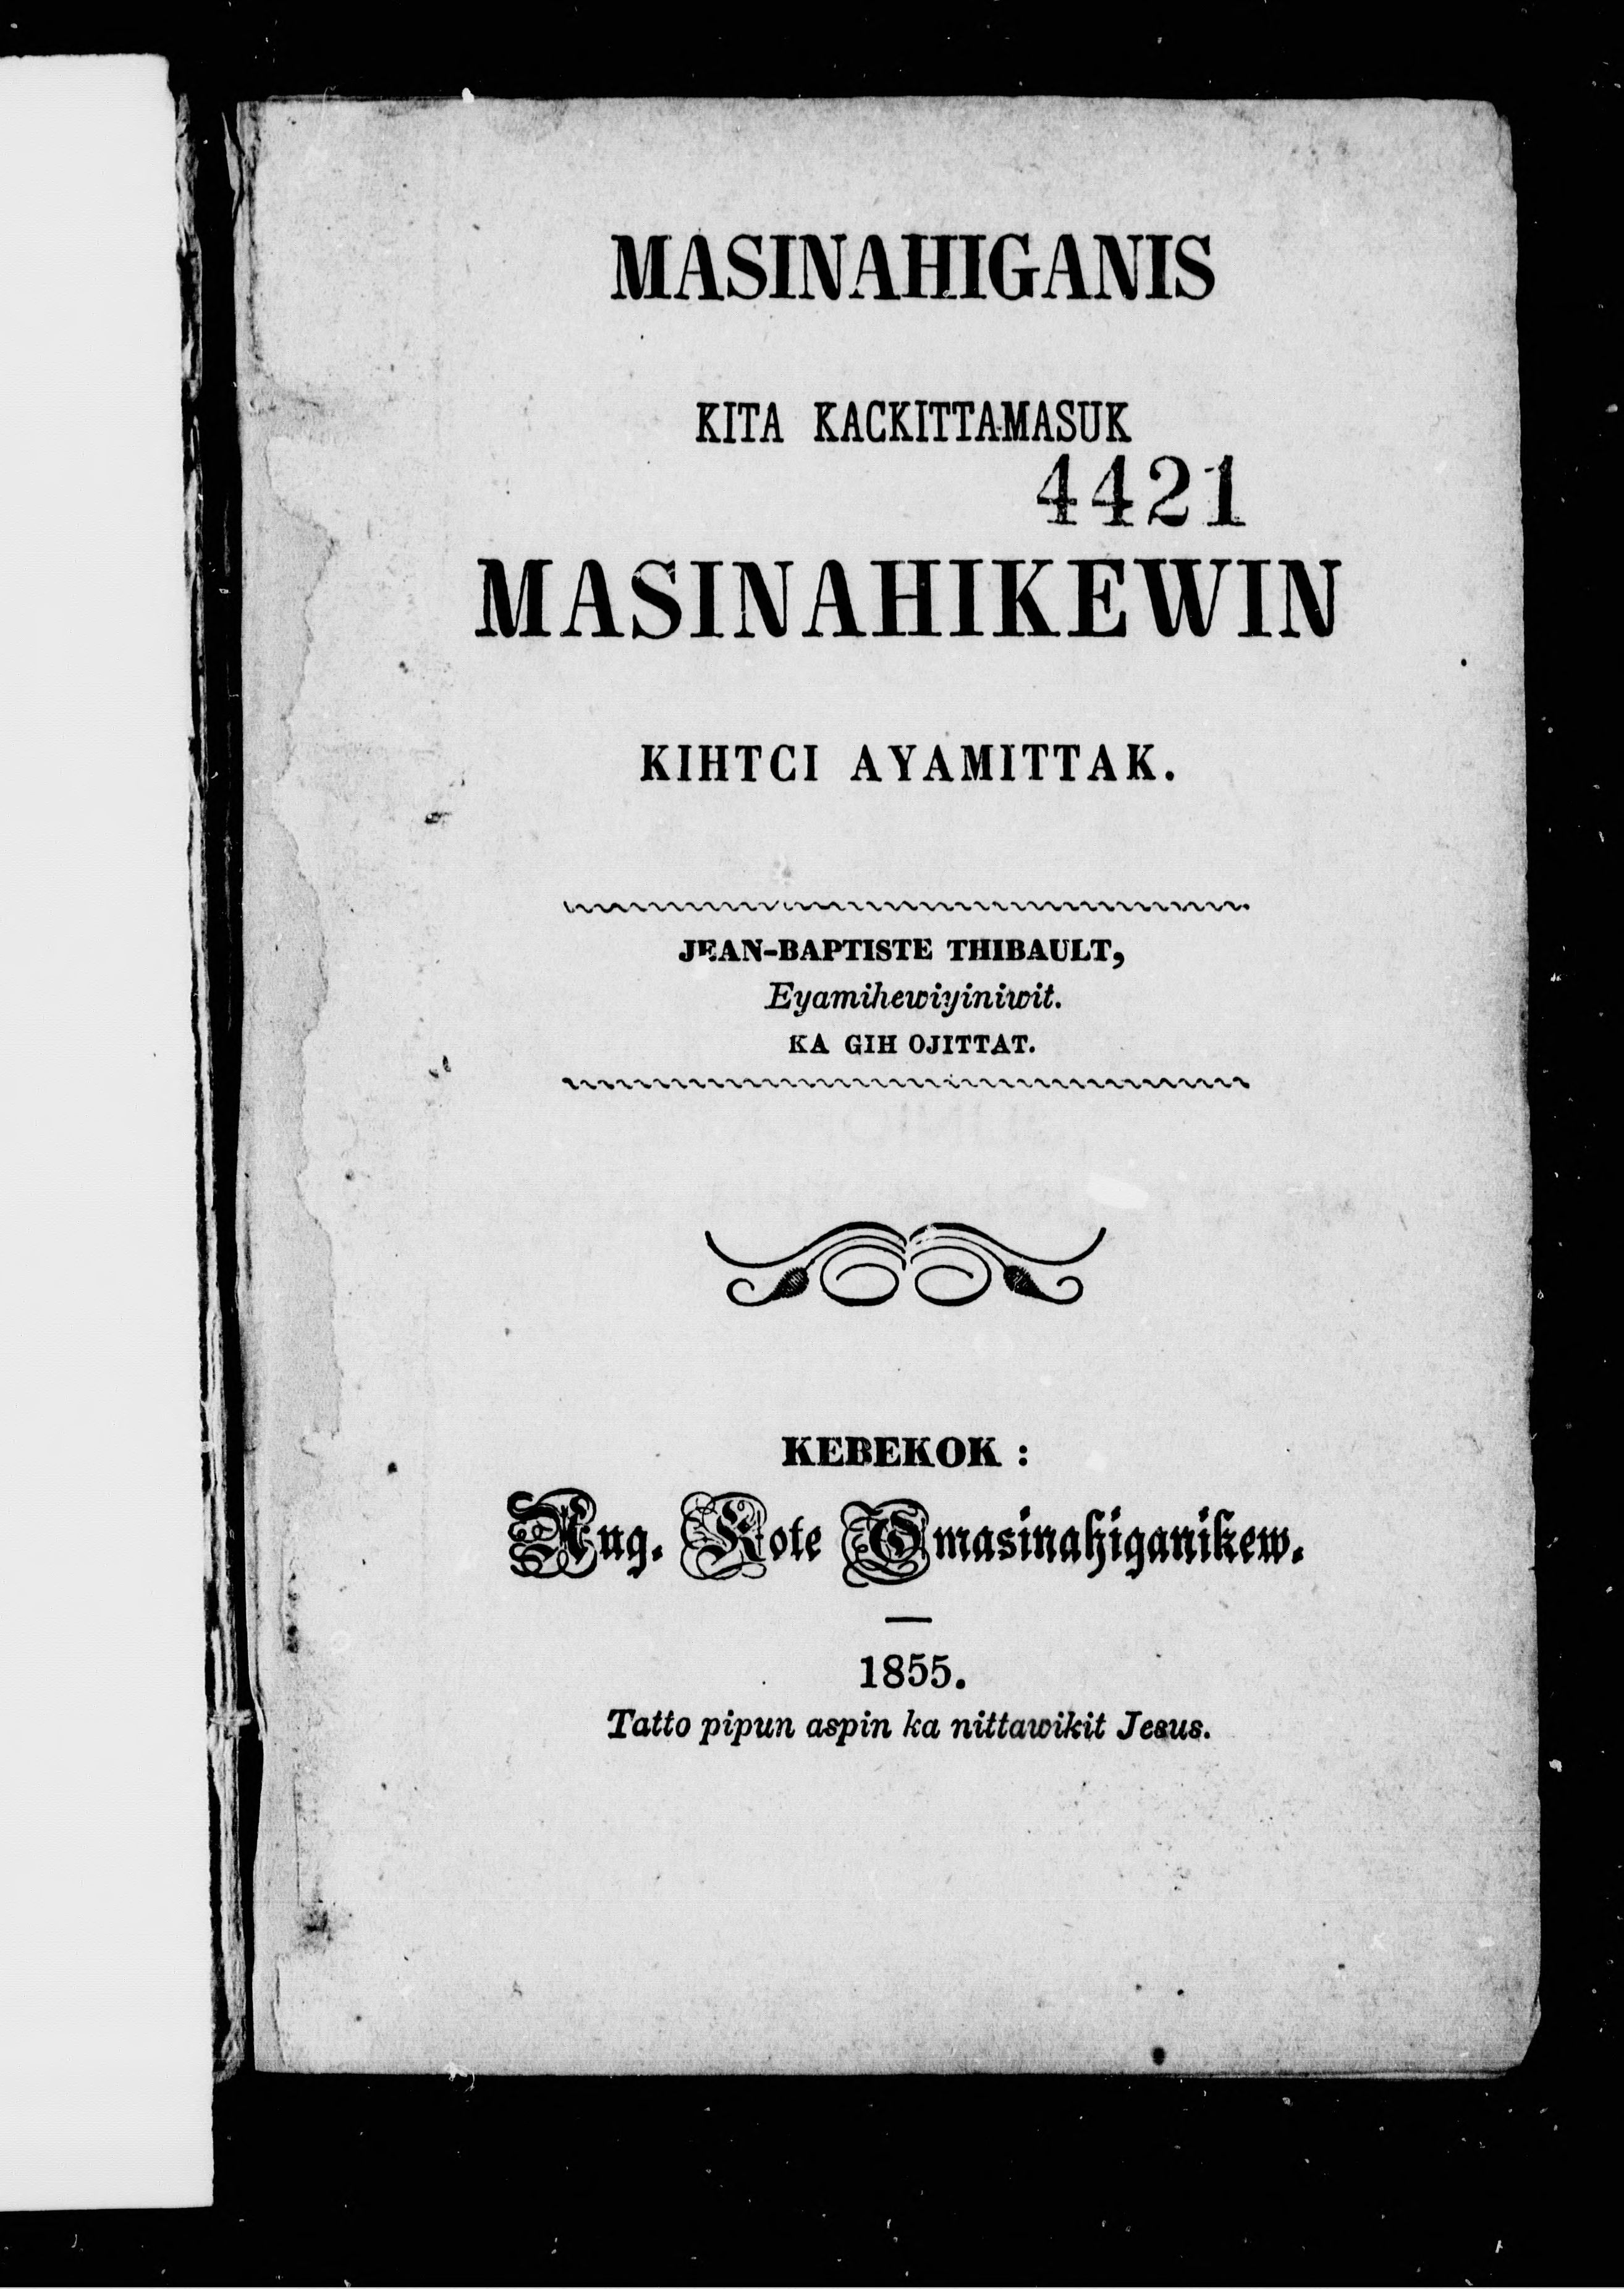 MASINAHIGANIS
KITA KACKITTAMASUK
4421
MASINAHIKEWIN
KIHTCI AYAMITTAK.
JEAN-BAPTISTE THIBAULT,
Eyamihewiyiniwit.
KA GIH OJITTAT.
KEBEKOK :
Aug. Kote Omasinahiganikew.
1855.
Tatto pipun aspin ka nittawikit Jesus.